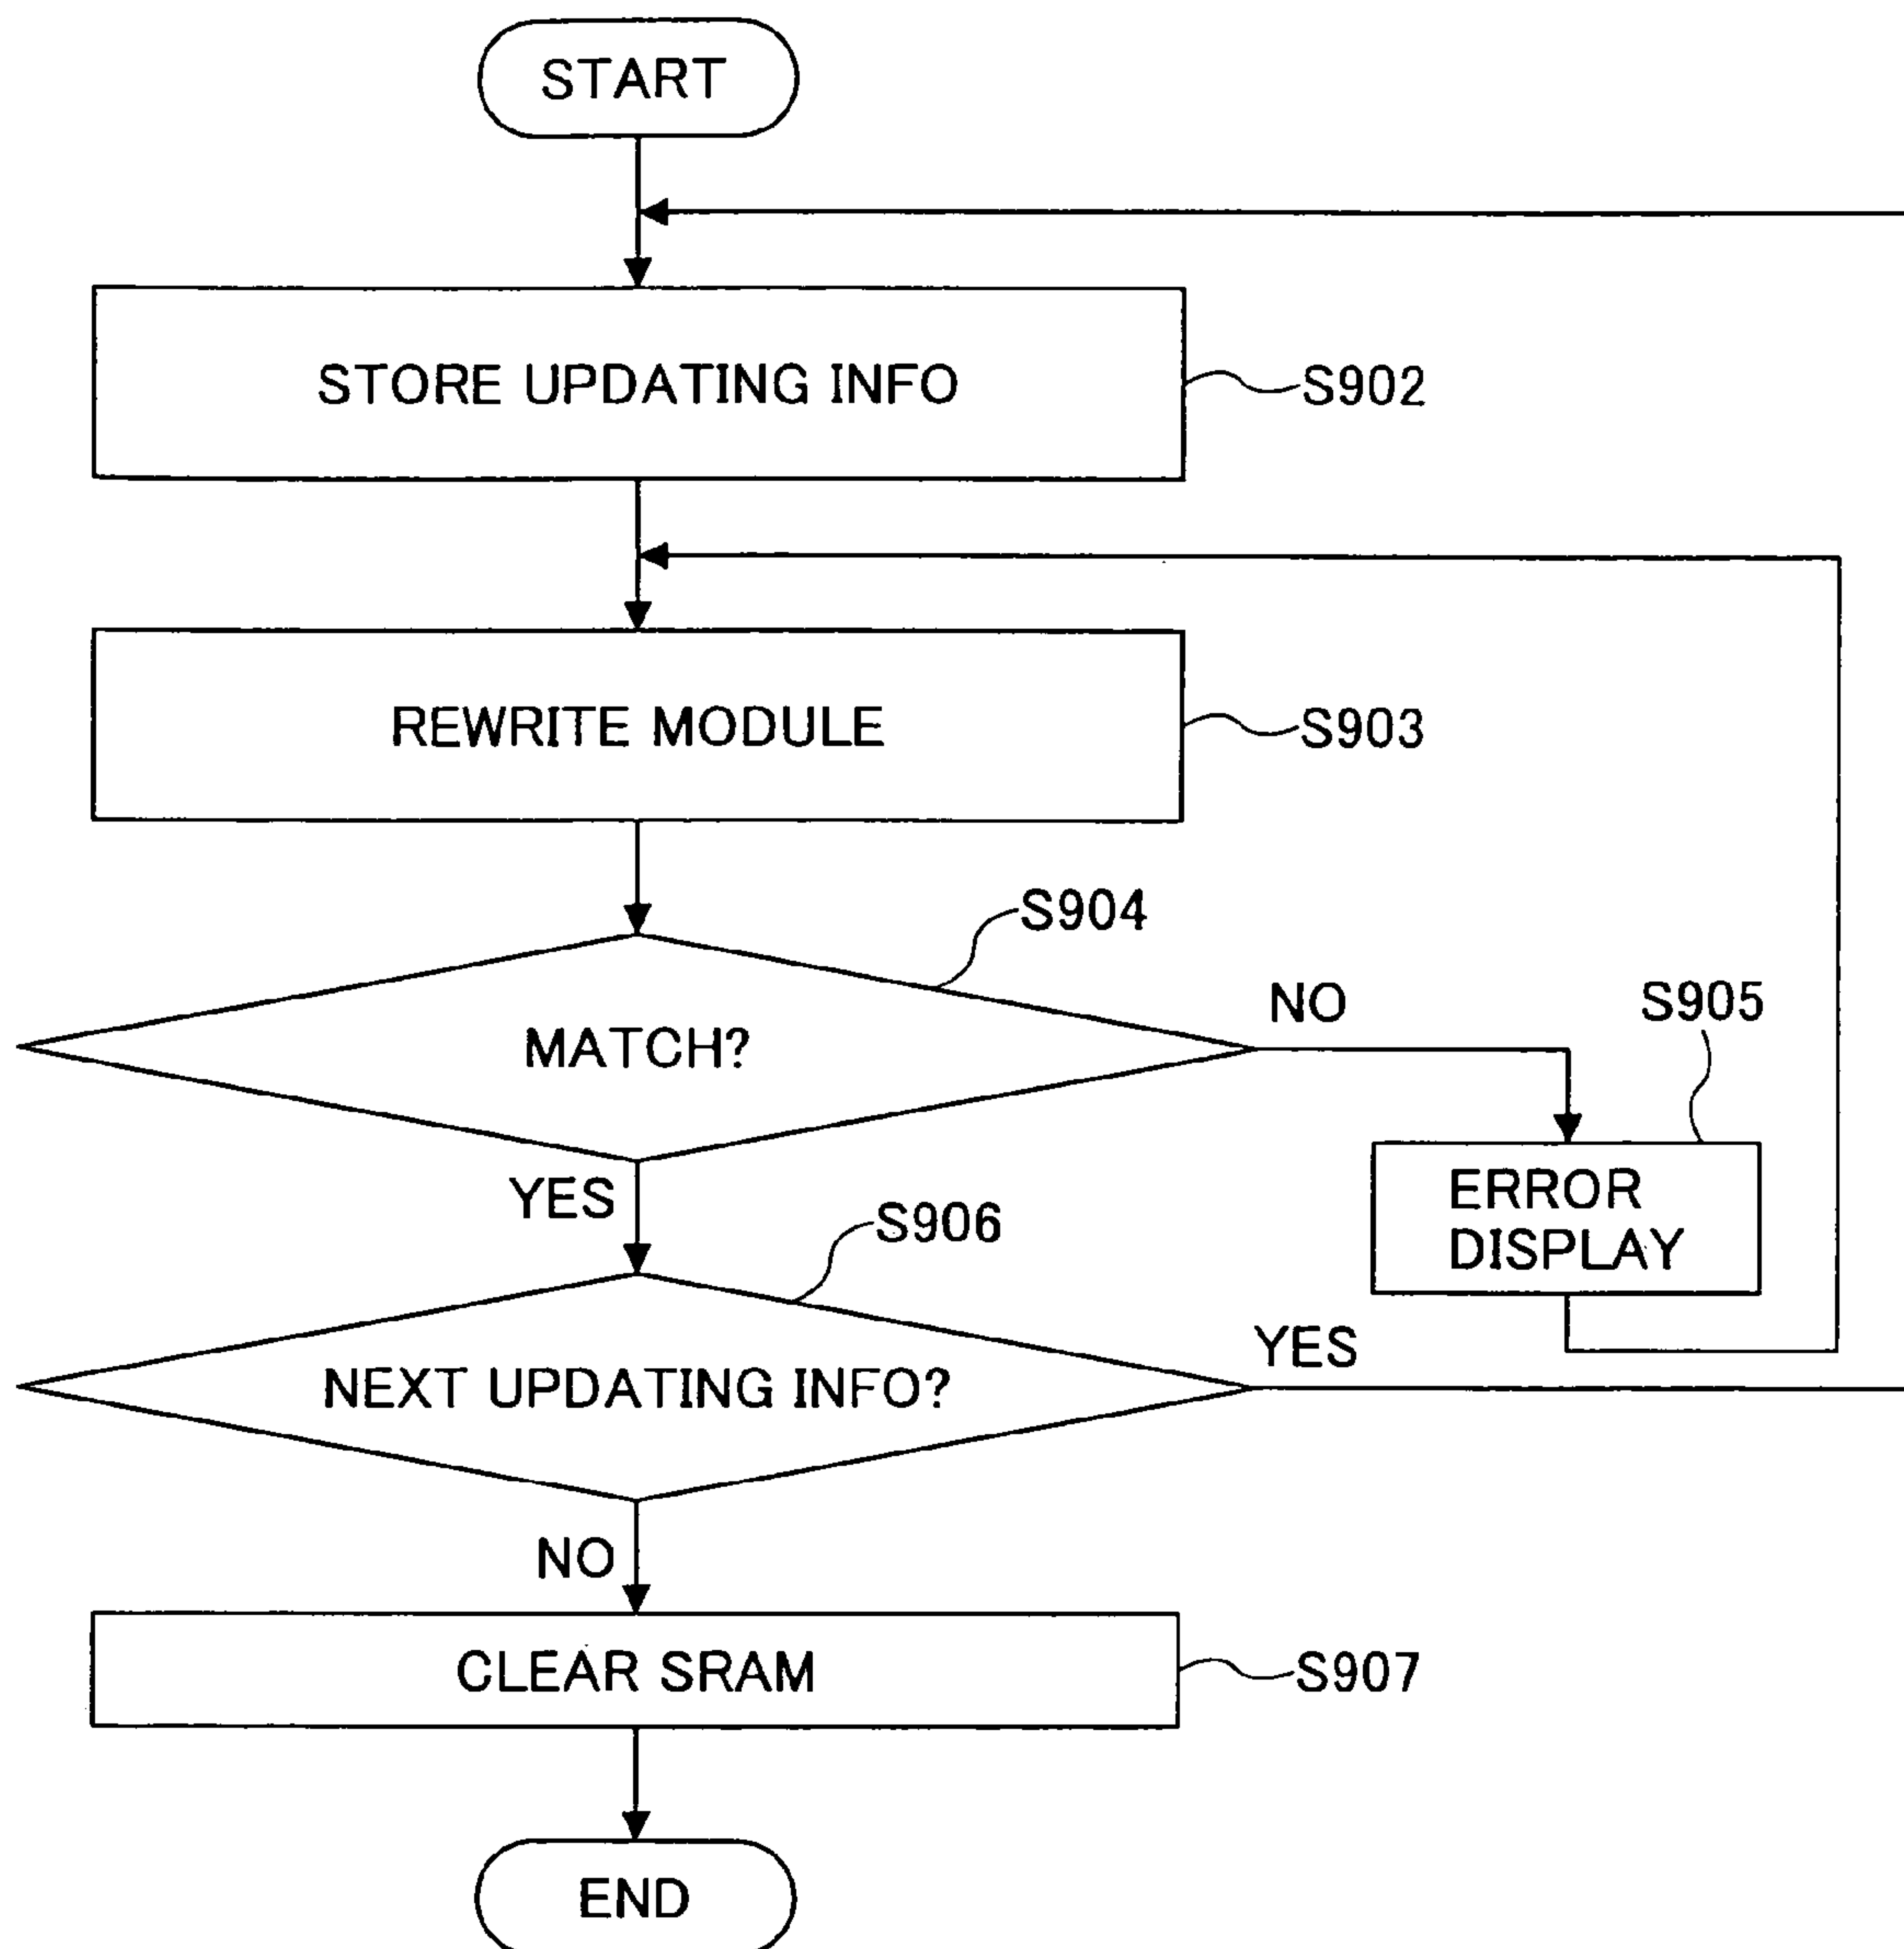 START
STORE UPDATING INFO
S902
REWRITE MODULE
S903
S904
MATCH?
NO
S905
YES
ERROR
DISPLAY
S906
NEXT UPDATING INFO?
YES
NO
CLEAR SRAM
S907
END